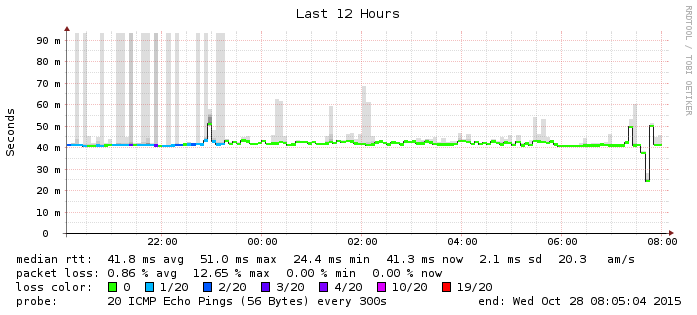 Last 12 Hours
RRDTOOL / TOBI OETIKER
Seconds
90 m
80 m
70 m
60 m
50 m
40 m
30 m
20 m
10 m
0
22:00 00:00 02:00 04:00 06:00 08:00
median rtt: 41.8 ms avg 51.0 ms max 24.4 ms min 41.3 ms now 2.1 ms sd 20.3 am/s
packet loss: 0.86 % avg 12.65 % max 0.00 % min 0.00 % now
loss color: 0 1/20 2/20 3/20 4/20 10/20 19/20
probe: 20 ICMP Echo Pings (56 Bytes) every 300s end: Wed Oct 28 08:05:04 2015